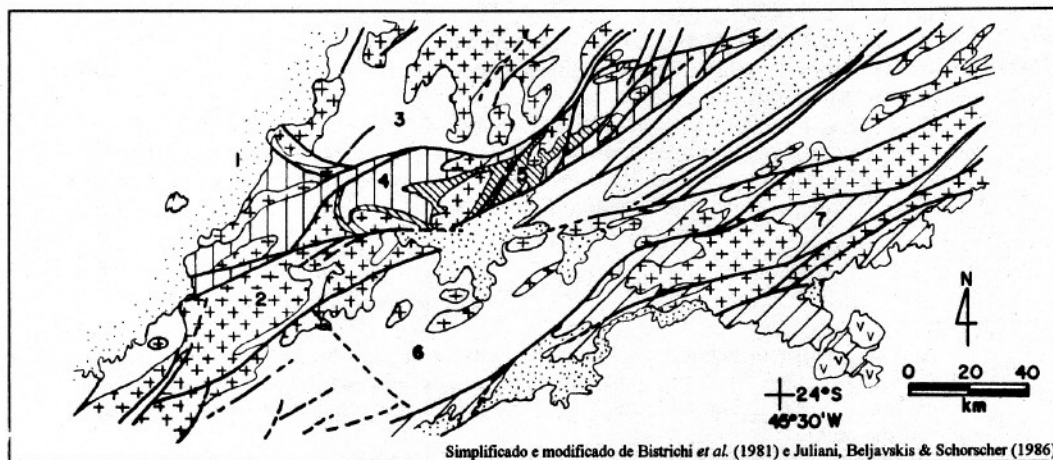 3
1
4
5
7
2
N
6
V
V
V
V
24°S
45°30'W
0 20 40
km
Simplificado e modificado de Bistrichi et al. (1981) e Juliani, Beljavskis & Schorscher (1986)